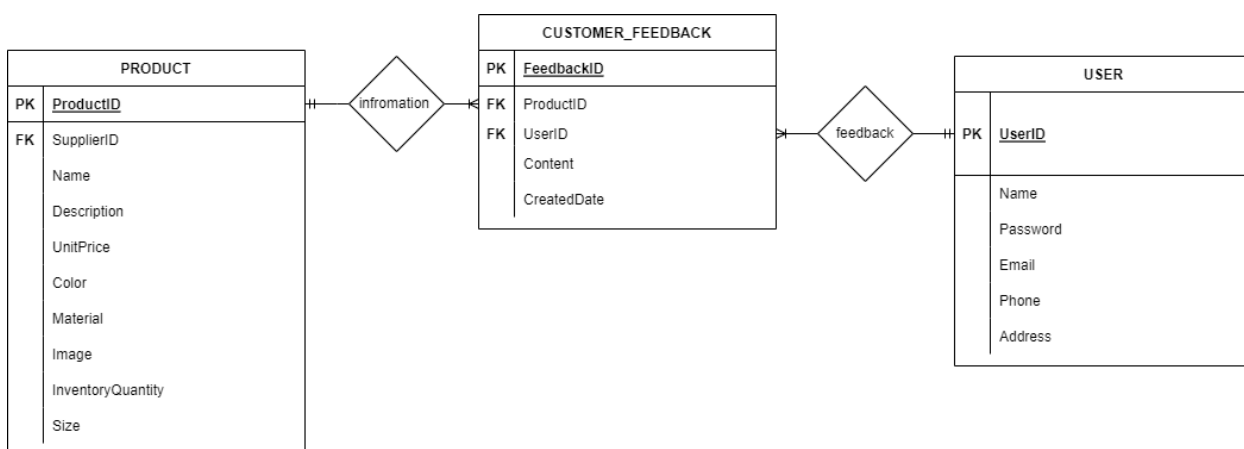 PRODUCT
PK ProductID
FK SupplierID
Name
Description
UnitPrice
Color
Material
Image
InventoryQuantity
Size
infromation
CUSTOMER_FEEDBACK
PK FeedbackID
FK ProductID
FK UserID
Content
CreatedDate
feedback
USER
PK UserID
Name
Password
Email
Phone
Address